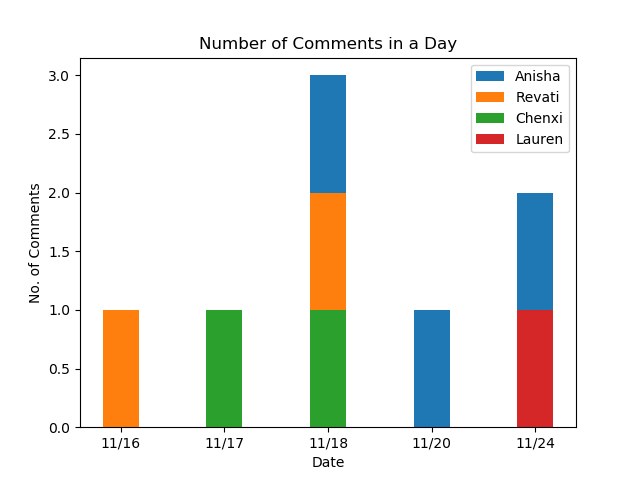 Number of Comments in a Day
Anisha
Revati
Chenxi
Lauren
3.0
2.5
2.0
1.5
1.0
0.5
0.0
No. of Comments
11/16 11/17 11/18 11/20 11/24
Date